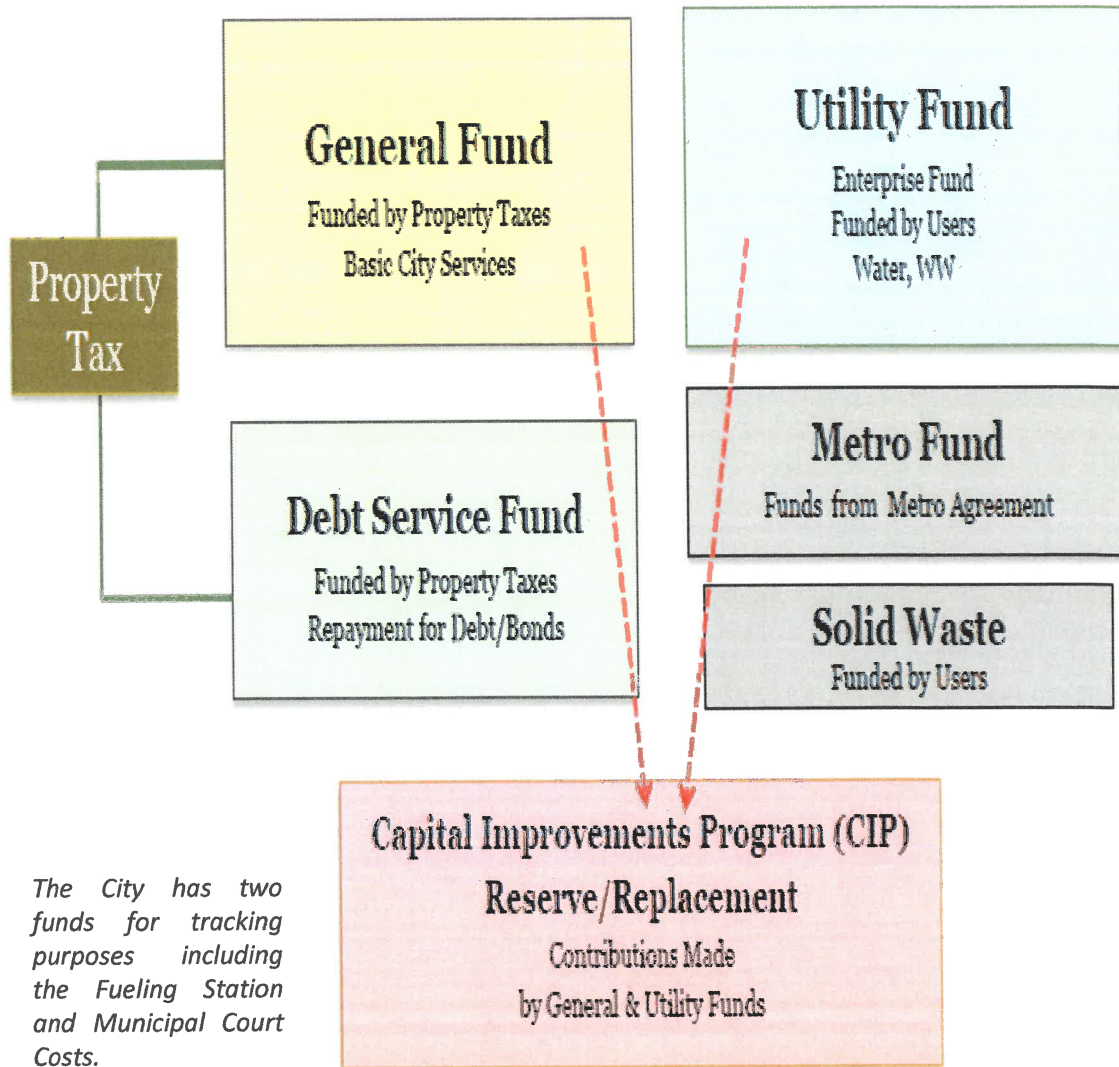 General Fund
Funded by Property Taxes
Basic City Services
Utility Fund
Enterprise Fund
Funded by Users
Water, WW
Property
Tax
Debt Service Fund
Funded by Property Taxes
Repayment for Debt/Bonds
Metro Fund
Funds from Metro Agreement
Solid Waste
Funded by Users
Capital Improvements Program (CIP)
Reserve/Replacement
Contributions Made
by General & Utility Funds
The City has two
funds for tracking
purposes including
the Fueling Station
and Municipal Court
Costs.